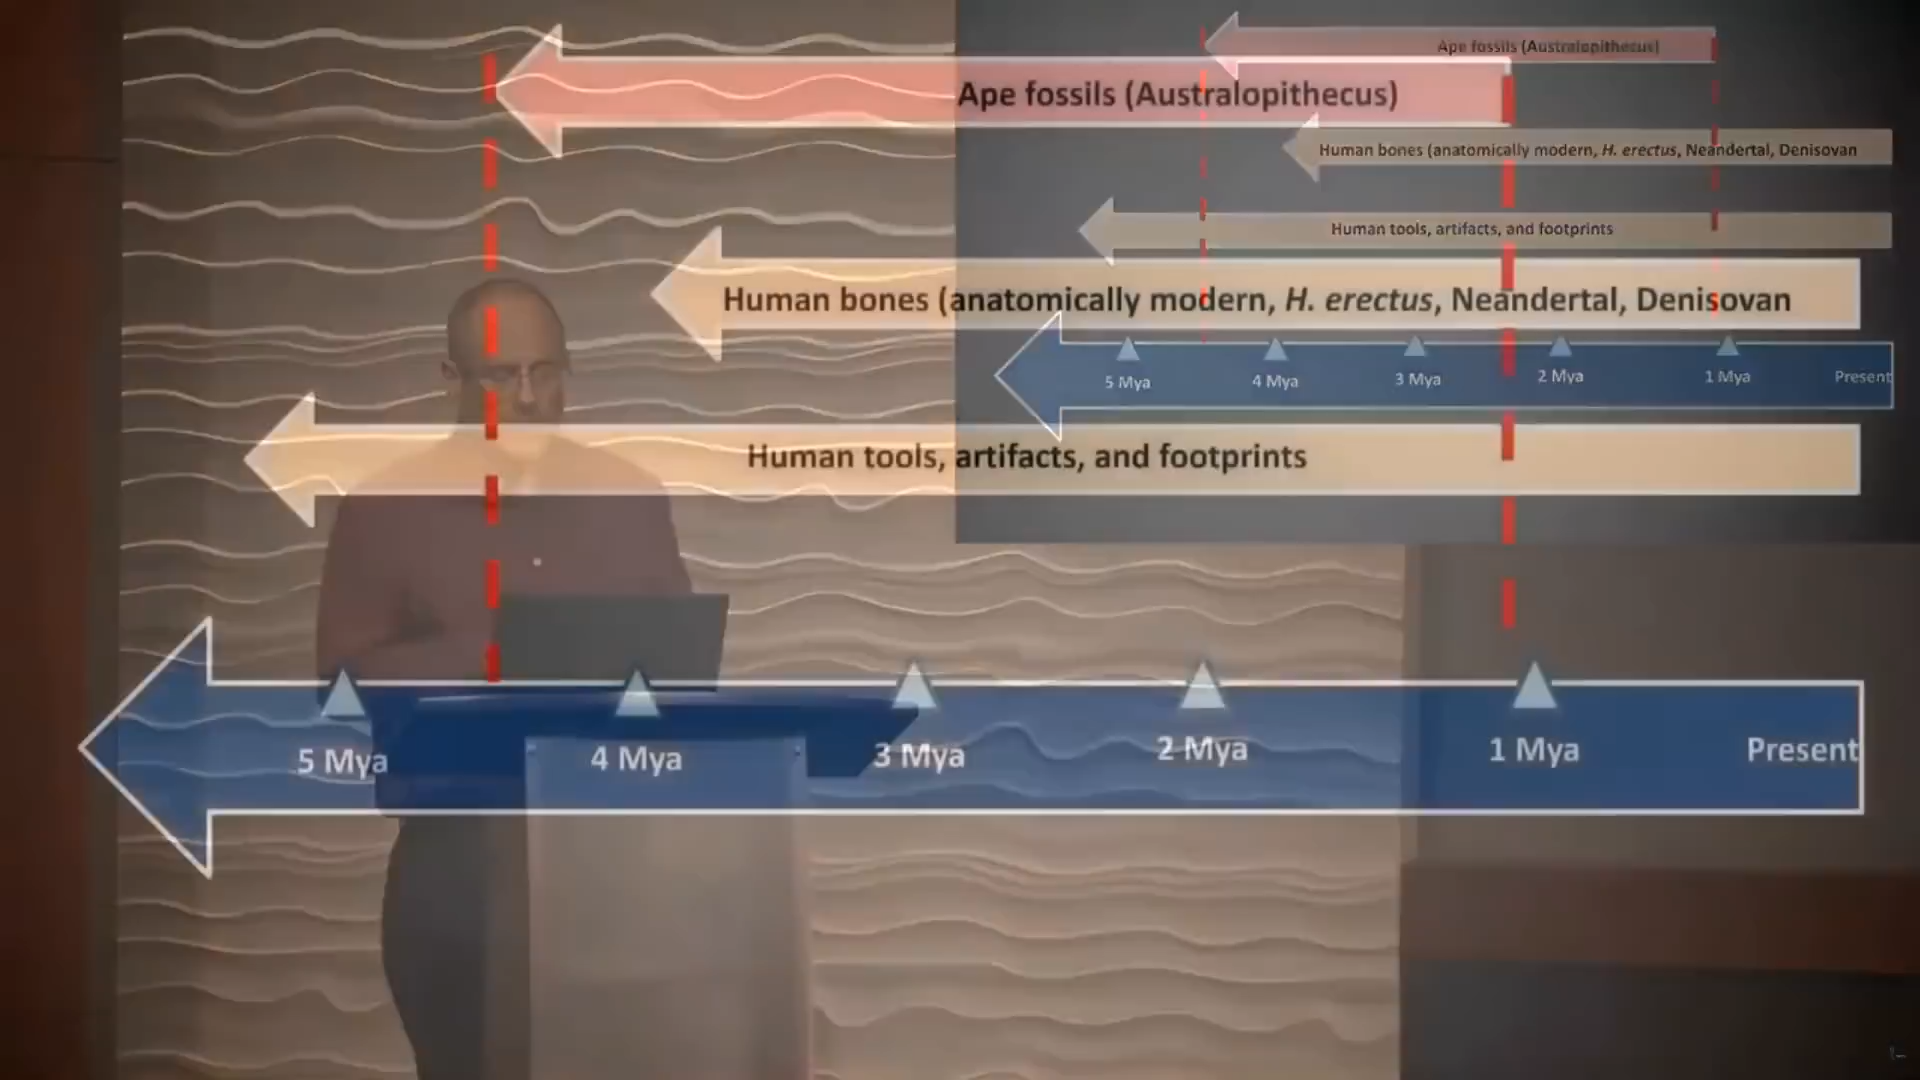 Ape fossils (Australopithecus)
Ape fossils (Australopithecus)
Human bones (anatomically modern, H. erectus, Neandertal, Denisovan
Human tools, artifacts, and footprints
Human bones (anatomically modern, H. erectus, Neandertal, Denisovan
5 Mya 4 Mya 3 Mya 2 Mya 1 Mya Present
Human tools, artifacts, and footprints
5 Mya 4 Mya 3 Mya 2 Mya 1 Mya Present